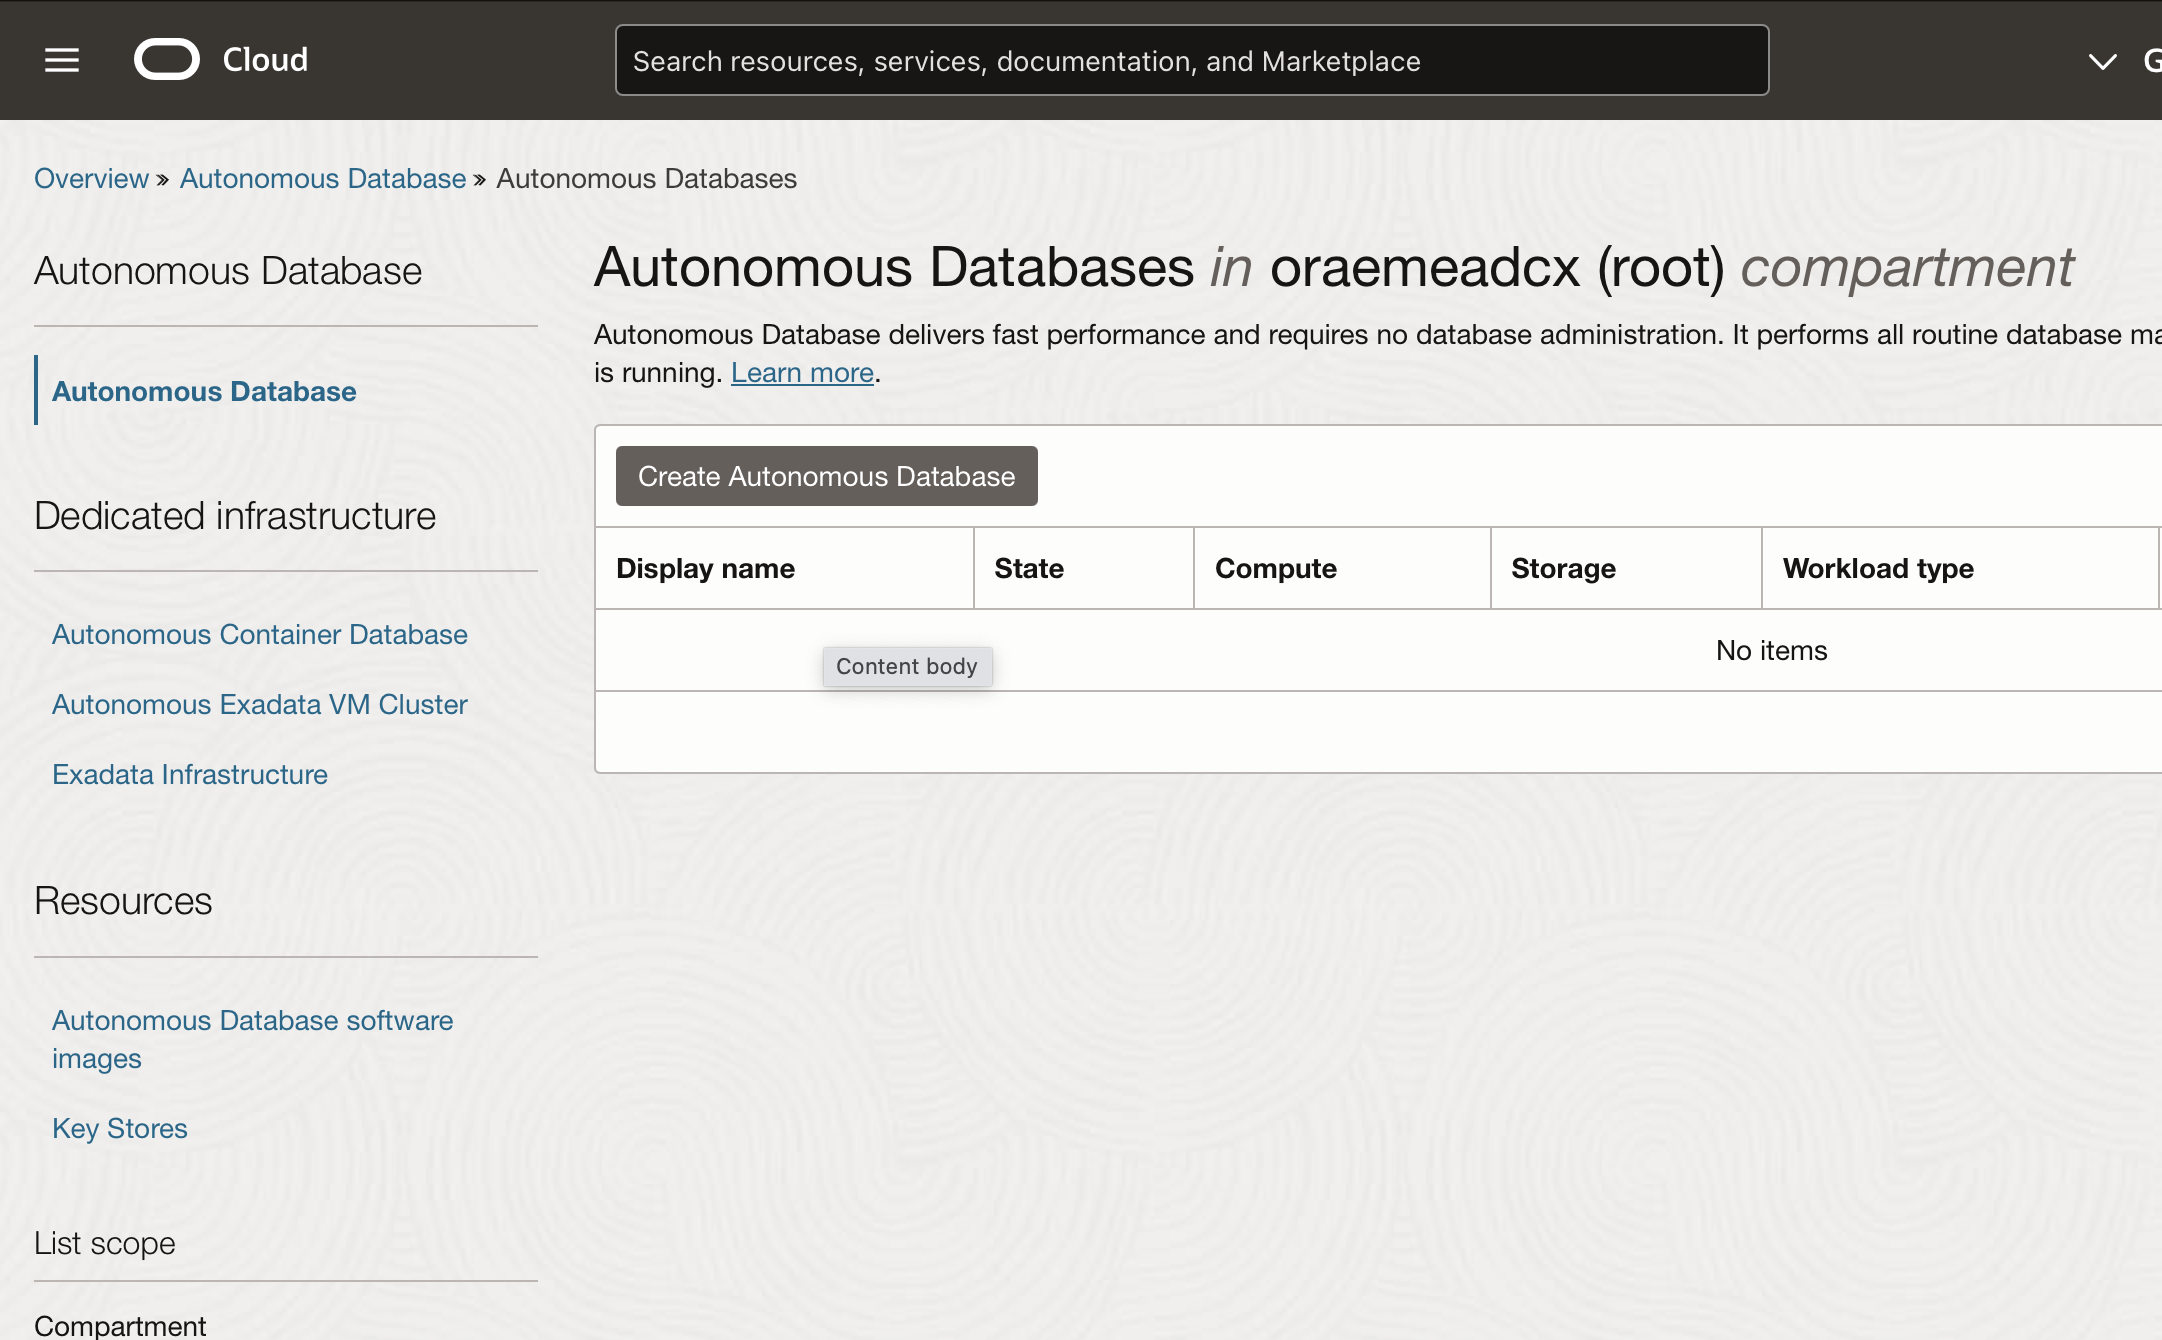 Cloud
Search resources, services, documentation, and Marketplace
G
Overview » Autonomous Database » Autonomous Databases
Autonomous Database
Autonomous Database
Dedicated infrastructure
Autonomous Container Database
Autonomous Exadata VM Cluster
Exadata Infrastructure
Resources
Autonomous Database software
images
Key Stores
List scope
Compartment
Autonomous Databases in oraemeadcx (root) compartment
Autonomous Database delivers fast performance and requires no database administration. It performs all routine database ma
is running. Learn more.
Create Autonomous Database
Display name State Compute Storage Workload type
No items
Content body